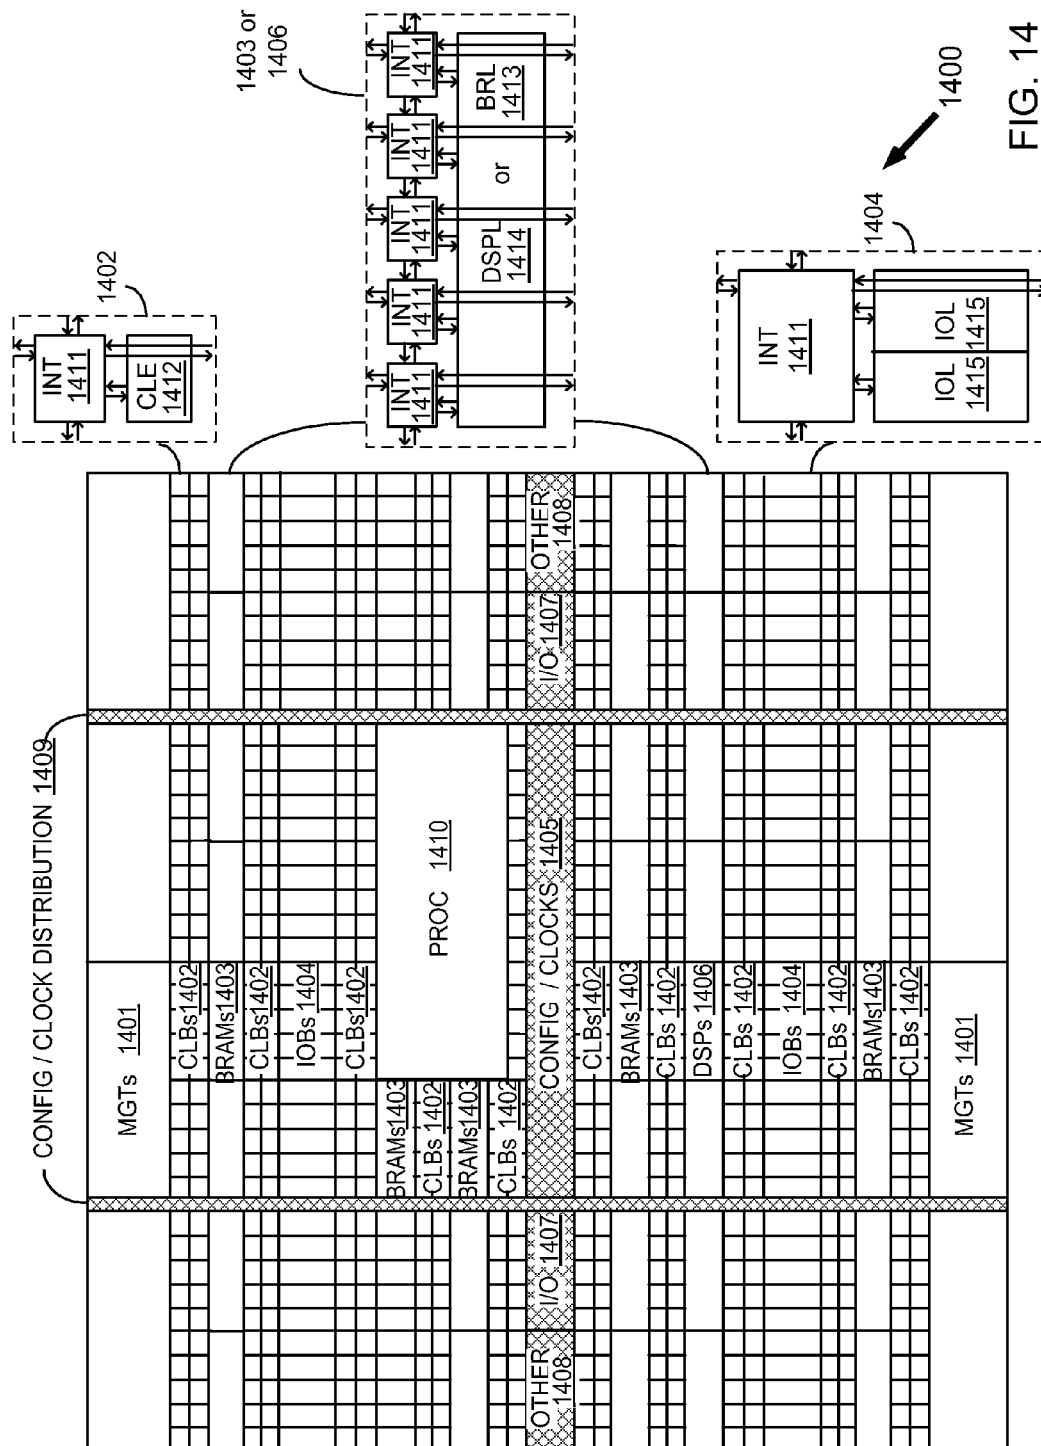 CONFIG / CLOCK DISTRIBUTION 1409
MGTs 1401
CLBs 1402
BRAMs 1403
CLBs 1402
IOBs 1404
CLBs 1402
BRAMs 1403
CLBs 1402
BRAMs 1403
CLBs 1402
PROC 1410
OTHER
1408
I/O 1407
CONFIG / CLOCKS 1405
I/O 1407
OTHER
1408
CLBs 1402
BRAMs 1403
CLBs 1402
DSPs 1406
CLBs 1402
IOBs 1404
CLBs 1402
BRAMs 1403
CLBs 1402
MGTs 1401
1402
INT
1411
CLE
1412
1403 or
1406
INT
1411
INT
1411
INT
1411
INT
1411
INT
1411
DSPL
1414
or
BRL
1413
1404
INT
1411
IOL
1415
IOL
1415
1400
FIG. 14